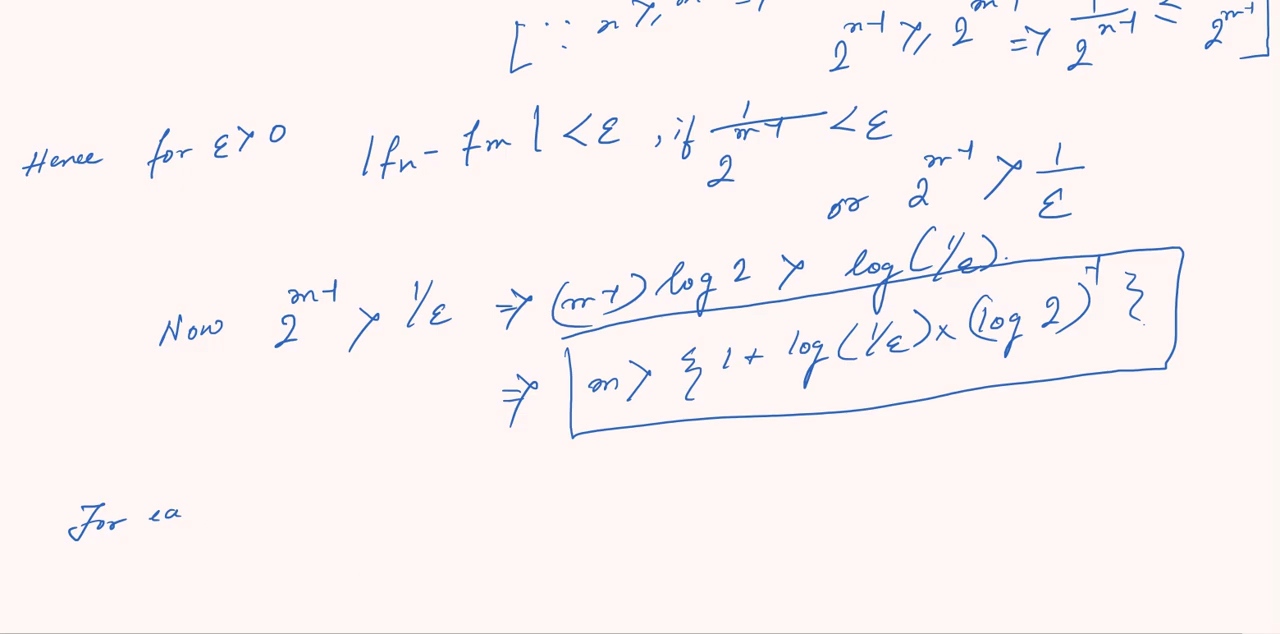 [∵ n ≥ 2^{n-1} ≥ 2^{m-1} ⇒ 1/2^{n-1} ≤ 2^{m-1}]
Hence for ε > 0 |fn - fm| < ε , if 1/2^{m-1} < ε
or 2^{m-1} > 1/ε
Now 2^{m-1} > 1/ε ⇒ (m-1) log 2 > log(1/ε).
⇒ m > { 1 + log(1/ε) × (log 2)^{-1} }
For ea